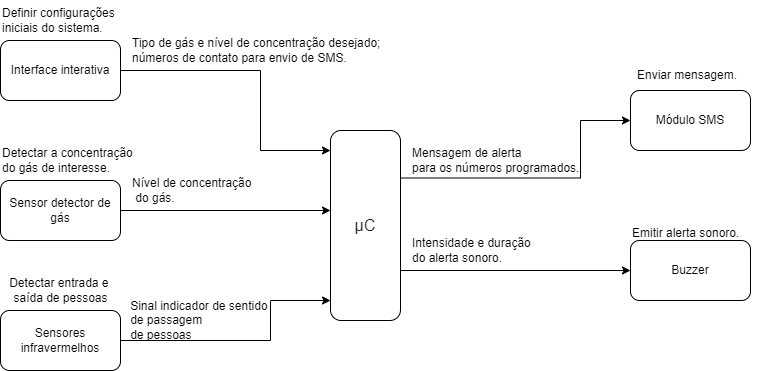 Definir configurações
iniciais do sistema.
Interface interativa
Tipo de gás e nível de concentração desejado;
números de contato para envio de SMS.
Detectar a concentração
do gás de interesse.
Sensor detector de
gás
Nível de concentração
do gás.
Detectar entrada e
saída de pessoas
Sensores
infravermelhos
Sinal indicador de sentido
de passagem
de pessoas
µC
Mensagem de alerta
para os números programados.
Enviar mensagem.
Módulo SMS
Intensidade e duração
do alerta sonoro.
Emitir alerta sonoro.
Buzzer